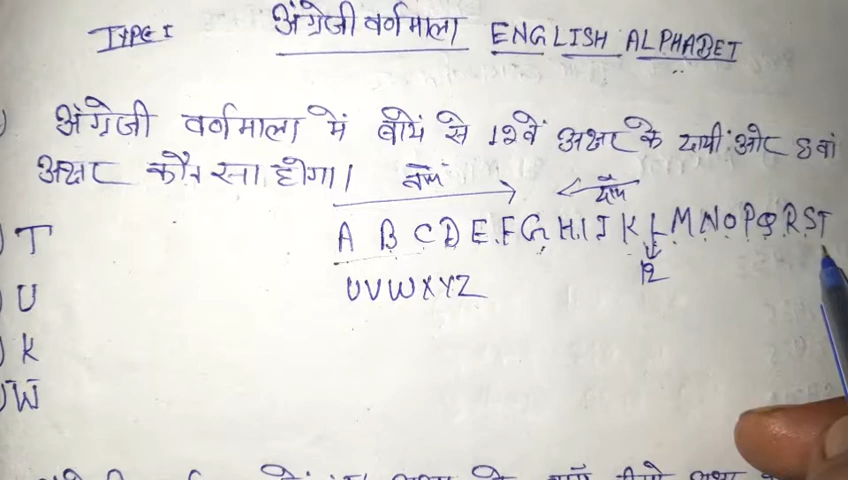 TYPE I अंग्रेजी वर्णमाला ENGLISH ALPHABET
अंग्रेजी वर्णमाला में बायें से 12वें अक्षर के दायीं ओर 8वां
अक्षर कौन सा होगा।
A B C D E F G H I J K L M N O P Q R S T
12
U V W X Y Z
T
U
K
W